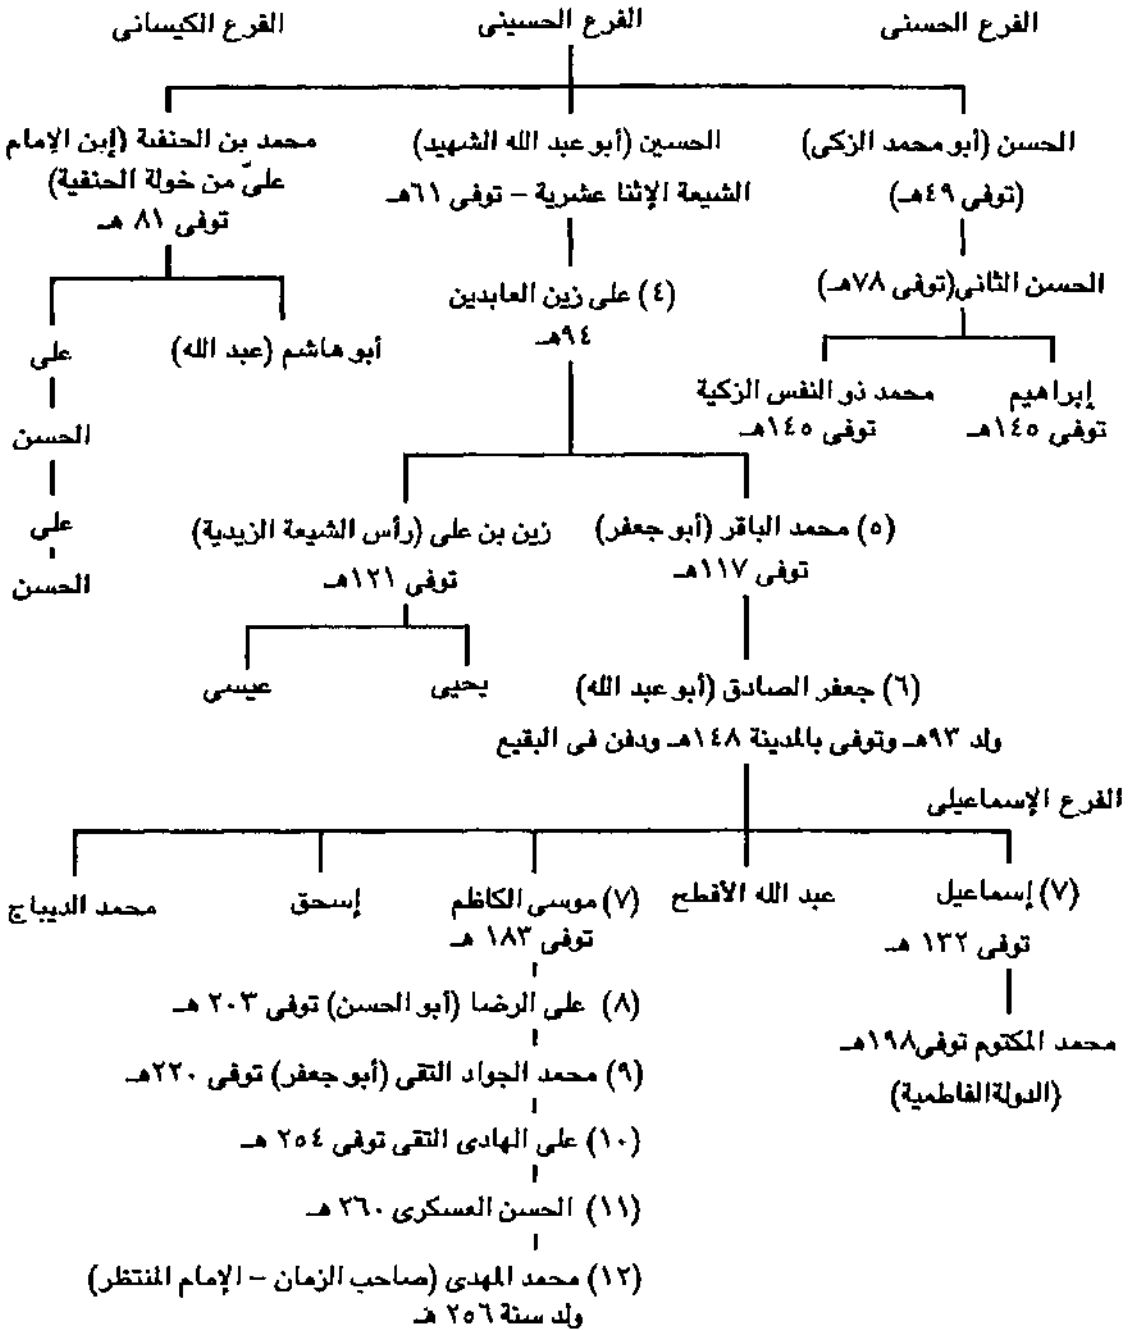 الفرع الحسنى
الفرع الحسينى
الفرع الكيسانى
الحسن (أبو محمد الزكى)
(توفى ٤٩هـ)
الحسين (أبو عبد الله الشهيد)
الشيعة الإثنا عشرية – توفى ٦١هـ
محمد بن الحنفية (إبن الإمام
علىّ من خولة الحنفية)
توفى ٨١ هـ
الحسن الثانى(توفى ٧٨هـ)
(٤) على زين العابدين
٩٤هـ
أبو هاشم (عبد الله)
على
إبراهيم
توفى ١٤٥هـ
محمد ذو النفس الزكية
توفى ١٤٥هـ
الحسن
على
الحسن
(٥) محمد الباقر (أبو جعفر)
توفى ١١٧هـ
زين بن على (رأس الشيعة الزيدية)
توفى ١٢١هـ
يحيى
عيسى
(٦) جعفر الصادق (أبو عبد الله)
ولد ٩٣هـ وتوفى بالمدينة ١٤٨هـ ودفن فى البقيع
الفرع الإسماعيلى
(٧) إسماعيل
توفى ١٣٢ هـ
عبد الله الأفطح
(٧) موسى الكاظم
توفى ١٨٣ هـ
إسحق
محمد الديباج
محمد المكتوم توفى١٩٨هـ
(الدولة الفاطمية)
(٨) على الرضا (أبو الحسن) توفى ٢٠٣ هـ
(٩) محمد الجواد التقى (أبو جعفر) توفى ٢٢٠هـ
(١٠) على الهادى التقى توفى ٢٥٤ هـ
(١١) الحسن العسكرى ٢٦٠ هـ
(١٢) محمد المهدى (صاحب الزمان – الإمام المنتظر)
ولد سنة ٢٥٦ هـ